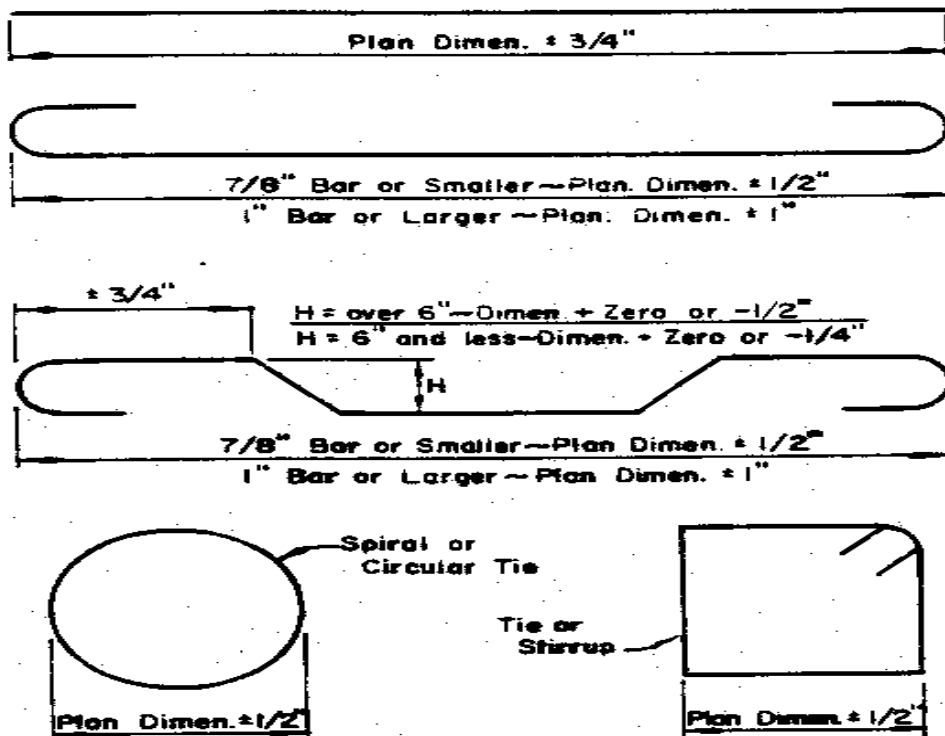 Plan Dimen. ± 3/4"
7/8" Bar or Smaller~Plan. Dimen. ± 1/2"
1" Bar or Larger ~Plan. Dimen. ± 1"
± 3/4"
H = over 6"-Dimen + Zero or -1/2"
H = 6" and less-Dimen. + Zero or -1/4"
H
7/8" Bar or Smaller~Plan Dimen. ± 1/2"
1" Bar or Larger ~ Plan Dimen. ± 1"
Spiral or
Circular Tie
Tie or
Stirrup
Plan Dimen. ±1/2"
Plan Dimen. ± 1/2"